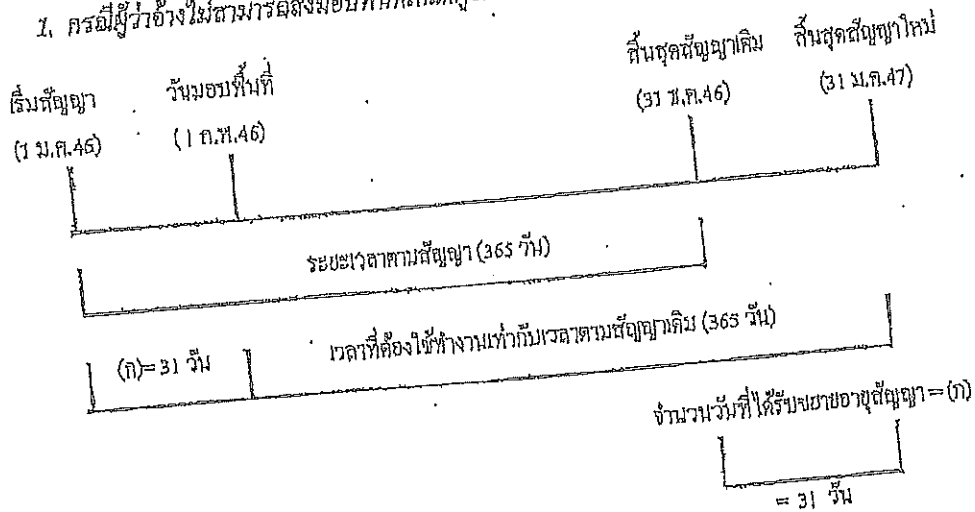 1. กรณีผู้ว่าจ้างไม่สามารถส่งมอบพื้นที่
เริ่มสัญญา วันมอบพื้นที่ สิ้นสุดสัญญาเดิม สิ้นสุดสัญญาใหม่
(1 ม.ค.46) (1 ก.พ.46) (31 ธ.ค.46) (31 ม.ค.47)
ระยะเวลาตามสัญญา (365 วัน)
(ก)=31 วัน เวลาที่ต้องใช้ทำงานเท่ากับเวลาตามสัญญาเดิม (365 วัน)
จำนวนวันที่ได้รับขยายอายุสัญญา = (ก)
= 31 วัน